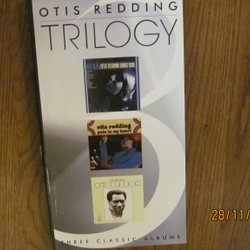 OTIS REDDING
TRILOGY
OTIS REDDING SINGS SOUL
otis redding
pain in my heart
OTIS REDDING
THREE CLASSIC ALBUMS
28/11/